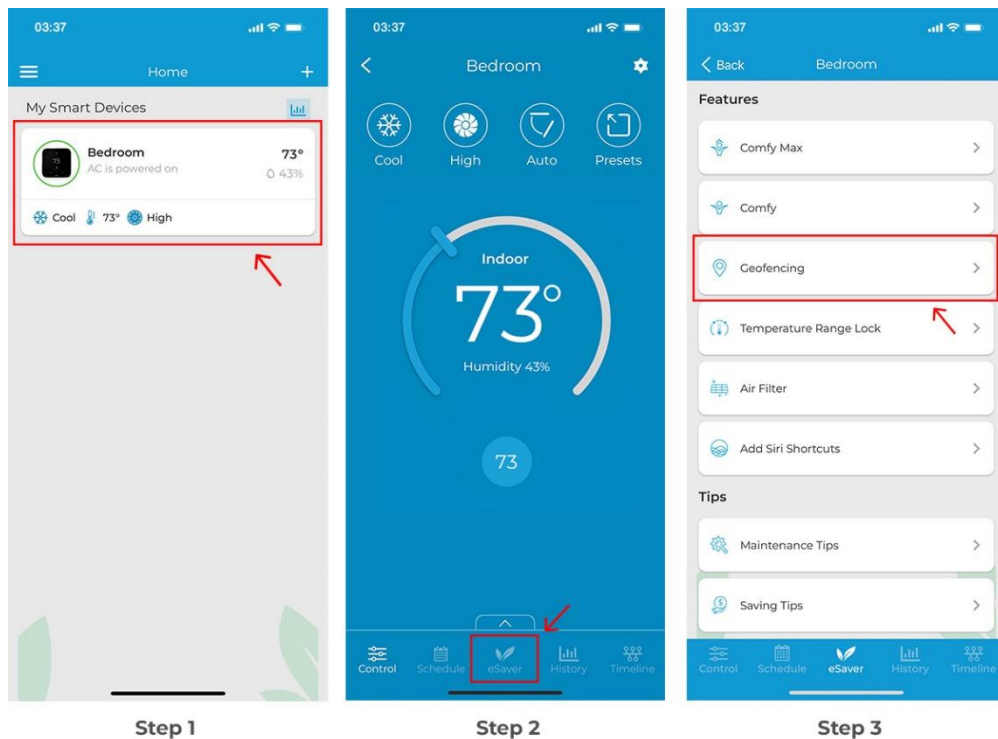 03:37
Home
My Smart Devices
73
Bedroom
73°
AC is powered on
43%
Cool
73°
High
Step 1
03:37
Bedroom
Cool
High
Auto
Presets
Indoor
73°
Humidity 43%
73
Control
Schedule
eSaver
History
Timeline
Step 2
03:37
Back
Bedroom
Features
Comfy Max
Comfy
Geofencing
Temperature Range Lock
Air Filter
Add Siri Shortcuts
Tips
Maintenance Tips
Saving Tips
Control
Schedule
eSaver
History
Timeline
Step 3